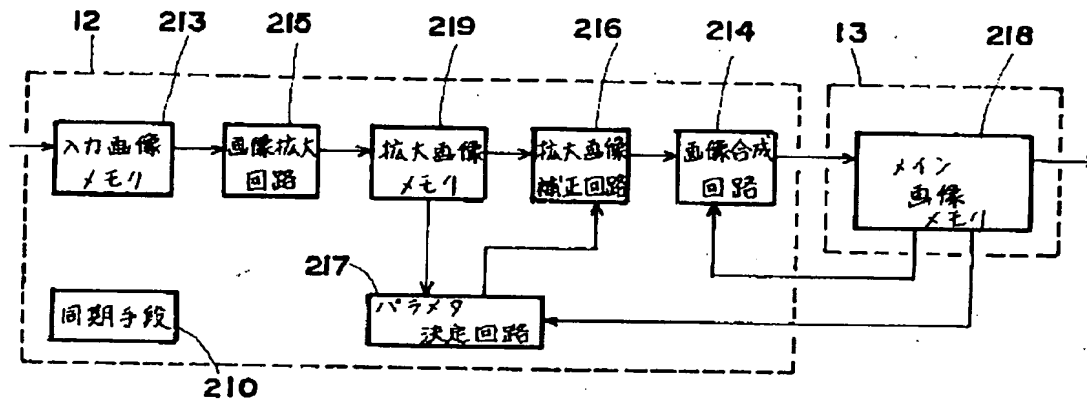 12
213
215
219
216
214
13
218
入力画像
メモリ
画像拡大
回路
拡大画像
メモリ
拡大画像
補正回路
画像合成
回路
メイン
画像
メモリ
217
パラメタ
決定回路
同期手段
210